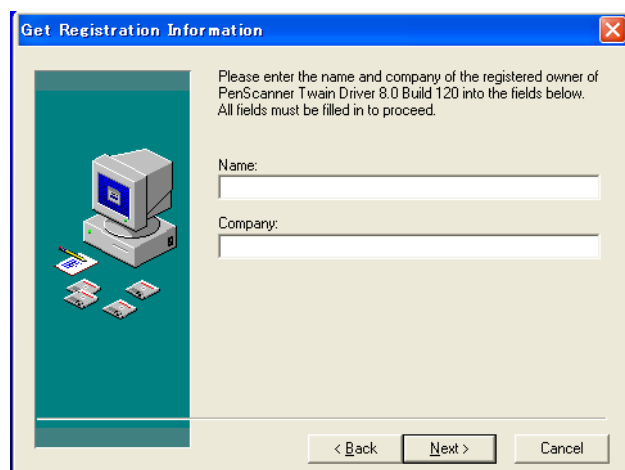 Get Registration Information
Please enter the name and company of the registered owner of
PenScanner Twain Driver 8.0 Build 120 into the fields below.
All fields must be filled in to proceed.
Name:
Company:
< Back Next > Cancel